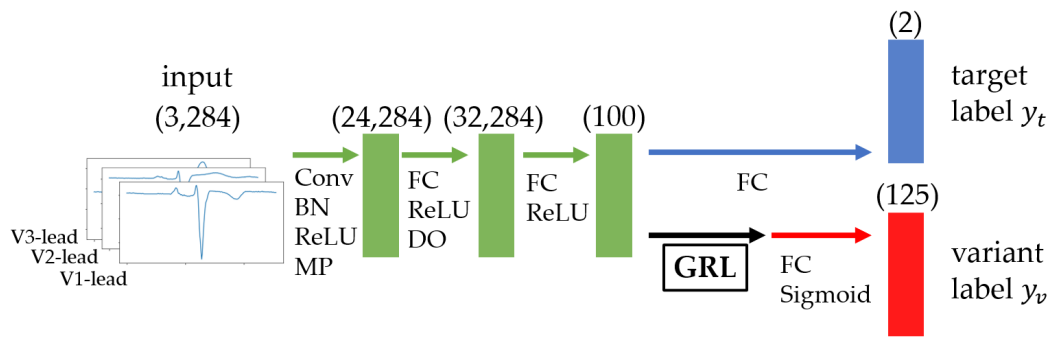 input
(3,284)
V3-lead
V2-lead
V1-lead
Conv
BN
ReLU
MP
(24,284)
FC
ReLU
DO
(32,284)
FC
ReLU
(100)
FC
(2)
target
label yₜ
GRL
FC
Sigmoid
(125)
variant
label yᵥ